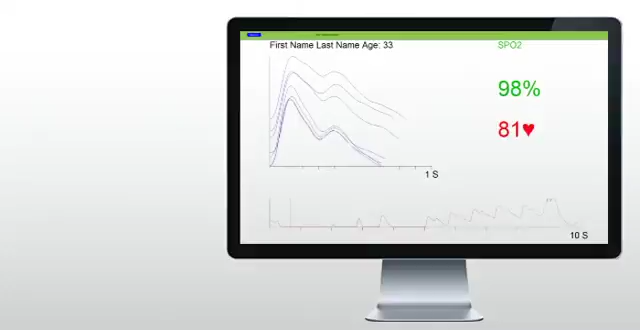 First Name Last Name Age: 33
SPO2
98%
81♥
1 S
10 S